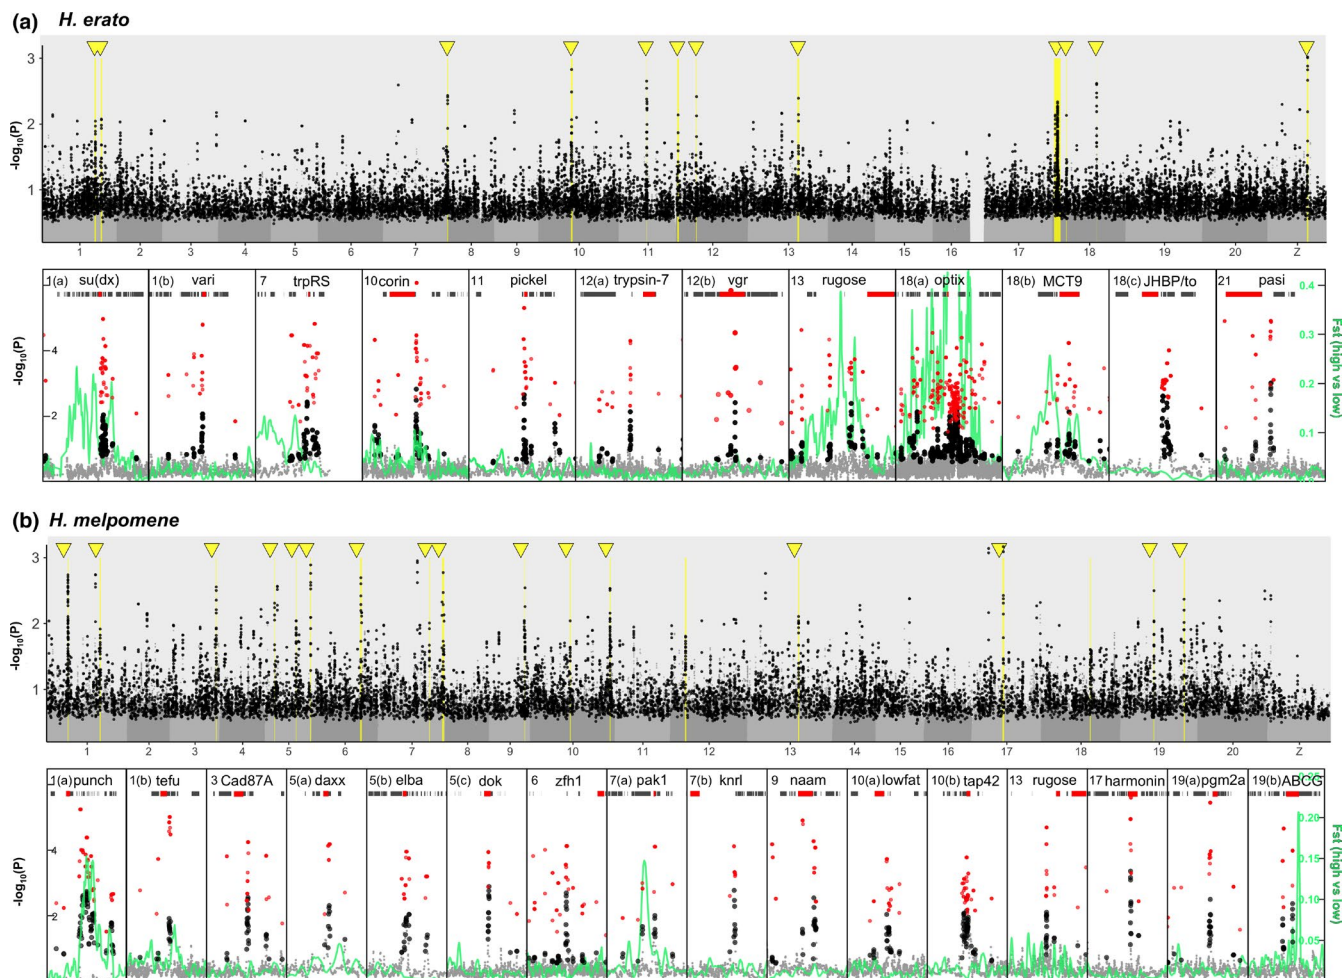 (a) H. erato
3
2
1
-log10(P)
1 2 3 4 5 6 7 8 9 10 11 12 13 14 15 16 17 18 19 20 Z
1(a) su(dx) 1(b) vari 7 trpRS 10 corin 11 pickel 12(a) trypsin-7 12(b) vgr 13 rugose 18(a) optix 18(b) MCT9 18(c) JHBP/to 21 pasi
4
2
-log10(P)
0.4
0.3
0.2
0.1
Fst (high vs low)
(b) H. melpomene
3
2
1
-log10(P)
1 2 3 4 5 6 7 8 9 10 11 12 13 14 15 16 17 18 19 20 Z
1(a) punch 1(b) tefu 3 Cad87A 5(a) daxx 5(b) elba 5(c) dok 6 zfh1 7(a) pak1 7(b) knrl 9 naam 10(a) lowfat 10(b) tap42 13 rugose 17 harmonin 19(a) pgm2a 19(b) ABCG
4
2
-log10(P)
0.20
0.15
0.10
0.05
Fst (high vs low)